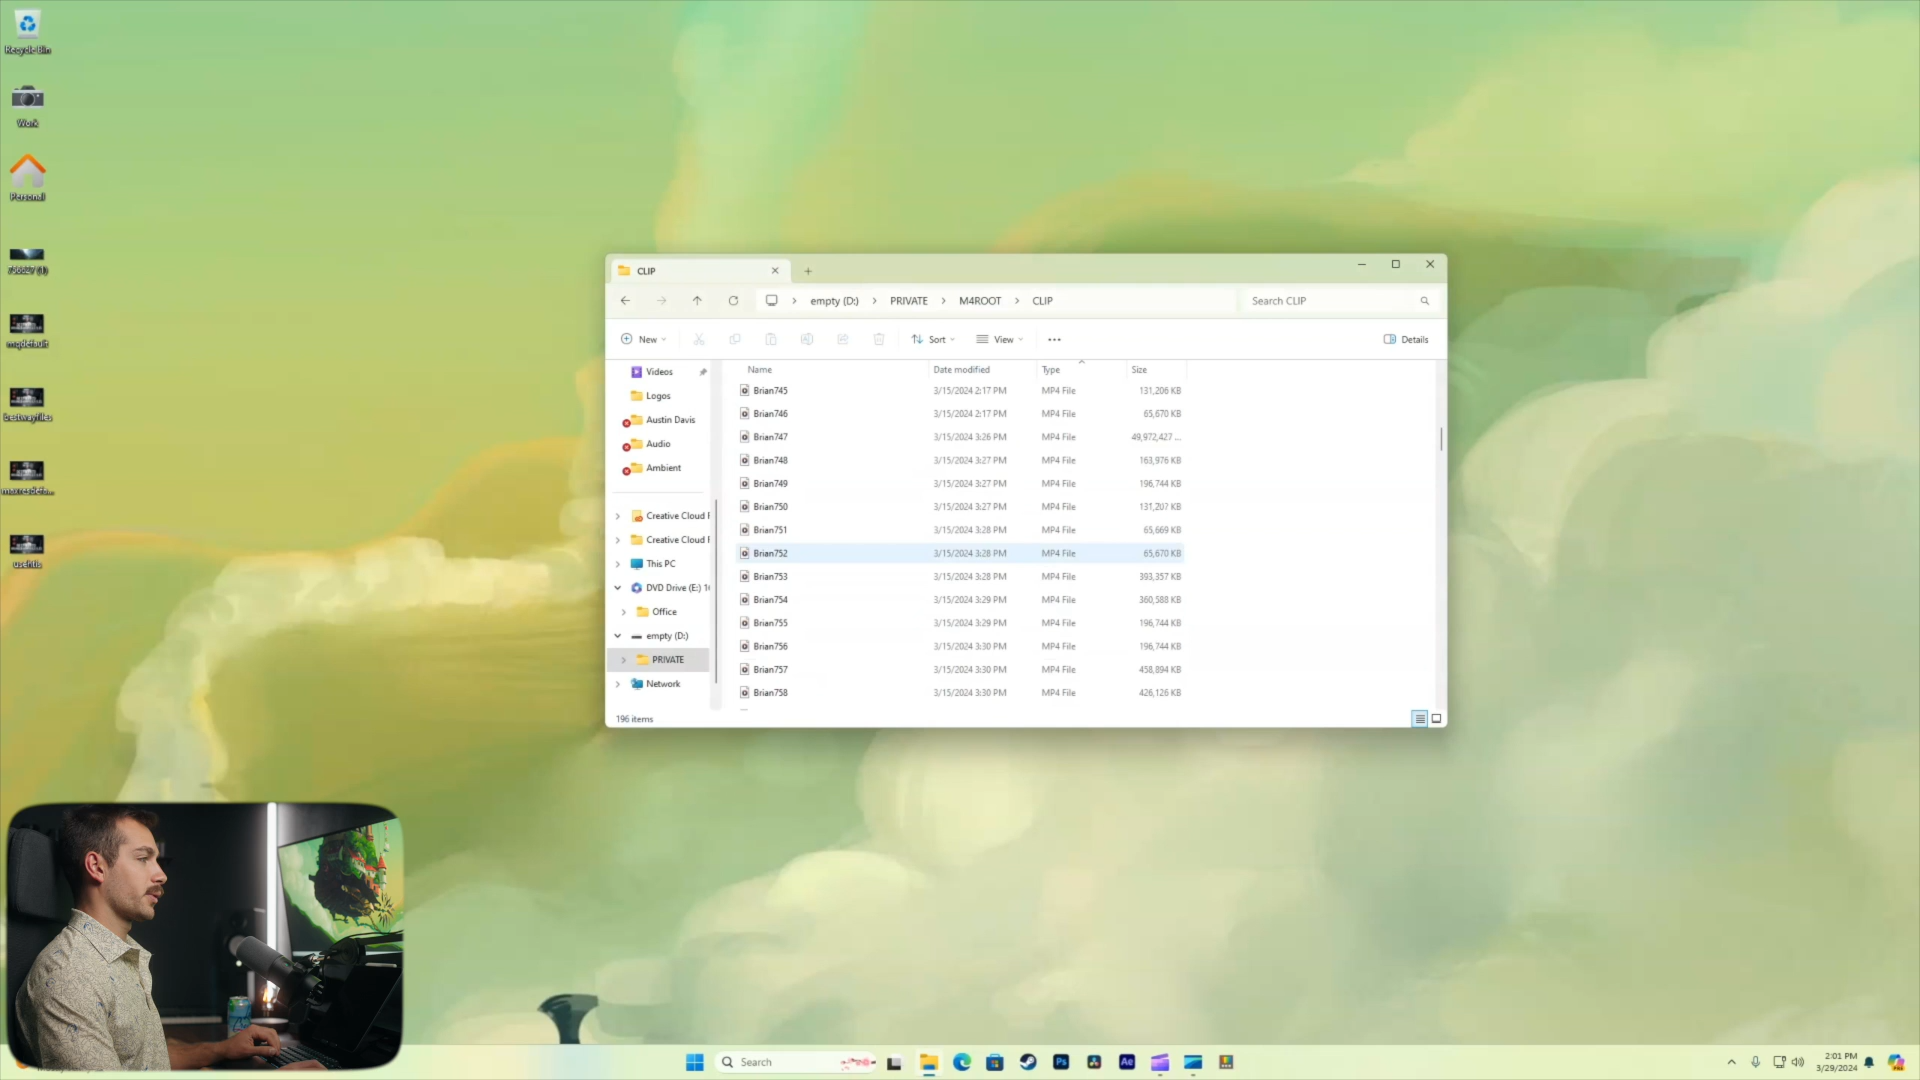 Recycle Bin
Work
Personal
mqdefault
bestwayfiles
maxresdefa...
usethis
CLIP
empty (D:) PRIVATE M4ROOT CLIP
Search CLIP
New Sort View Details
Videos
Logos
Austin Davis
Audio
Ambient
Creative Cloud F
Creative Cloud F
This PC
DVD Drive (E:) 1
Office
empty (D:)
PRIVATE
Network
Name Date modified Type Size
Brian745 3/15/2024 2:17 PM MP4 File 131,206 KB
Brian746 3/15/2024 2:17 PM MP4 File 65,670 KB
Brian747 3/15/2024 3:26 PM MP4 File 49,972,427 ...
Brian748 3/15/2024 3:27 PM MP4 File 163,976 KB
Brian749 3/15/2024 3:27 PM MP4 File 196,744 KB
Brian750 3/15/2024 3:27 PM MP4 File 131,207 KB
Brian751 3/15/2024 3:28 PM MP4 File 65,669 KB
Brian752 3/15/2024 3:28 PM MP4 File 65,670 KB
Brian753 3/15/2024 3:28 PM MP4 File 393,357 KB
Brian754 3/15/2024 3:29 PM MP4 File 360,588 KB
Brian755 3/15/2024 3:29 PM MP4 File 196,744 KB
Brian756 3/15/2024 3:30 PM MP4 File 196,744 KB
Brian757 3/15/2024 3:30 PM MP4 File 458,894 KB
Brian758 3/15/2024 3:30 PM MP4 File 426,126 KB
196 items
Search
Ps
Ae
2:01 PM
3/29/2024